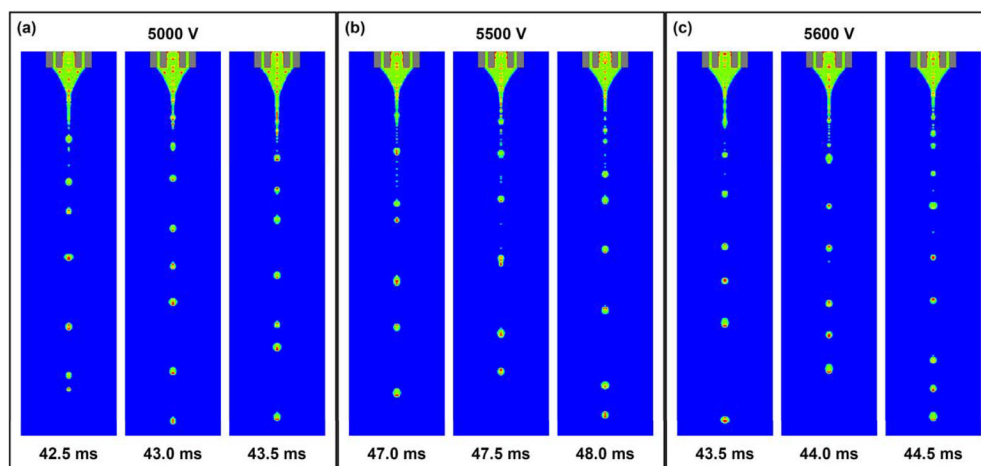 (a)
5000 V
42.5 ms
43.0 ms
43.5 ms
(b)
5500 V
47.0 ms
47.5 ms
48.0 ms
(c)
5600 V
43.5 ms
44.0 ms
44.5 ms